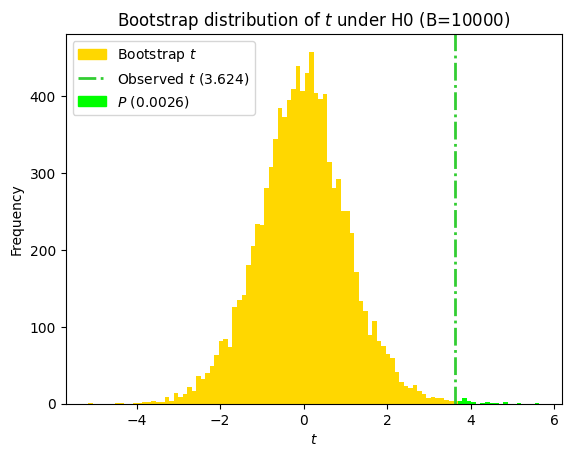 Bootstrap distribution of t under H0 (B=10000)
Bootstrap t
Observed t (3.624)
P (0.0026)
Frequency
400
300
200
100
0
−4 −2 0 2 4 6
t